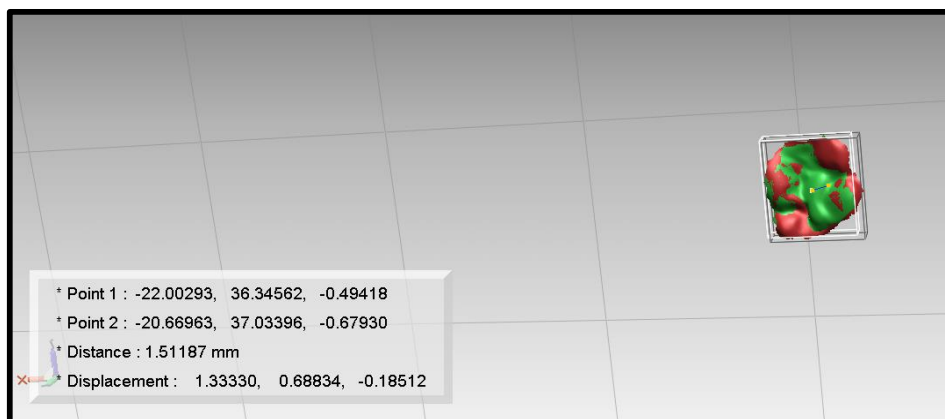 * Point 1 : -22.00293, 36.34562, -0.49418
* Point 2 : -20.66963, 37.03396, -0.67930
* Distance : 1.51187 mm
* Displacement : 1.33330, 0.68834, -0.18512